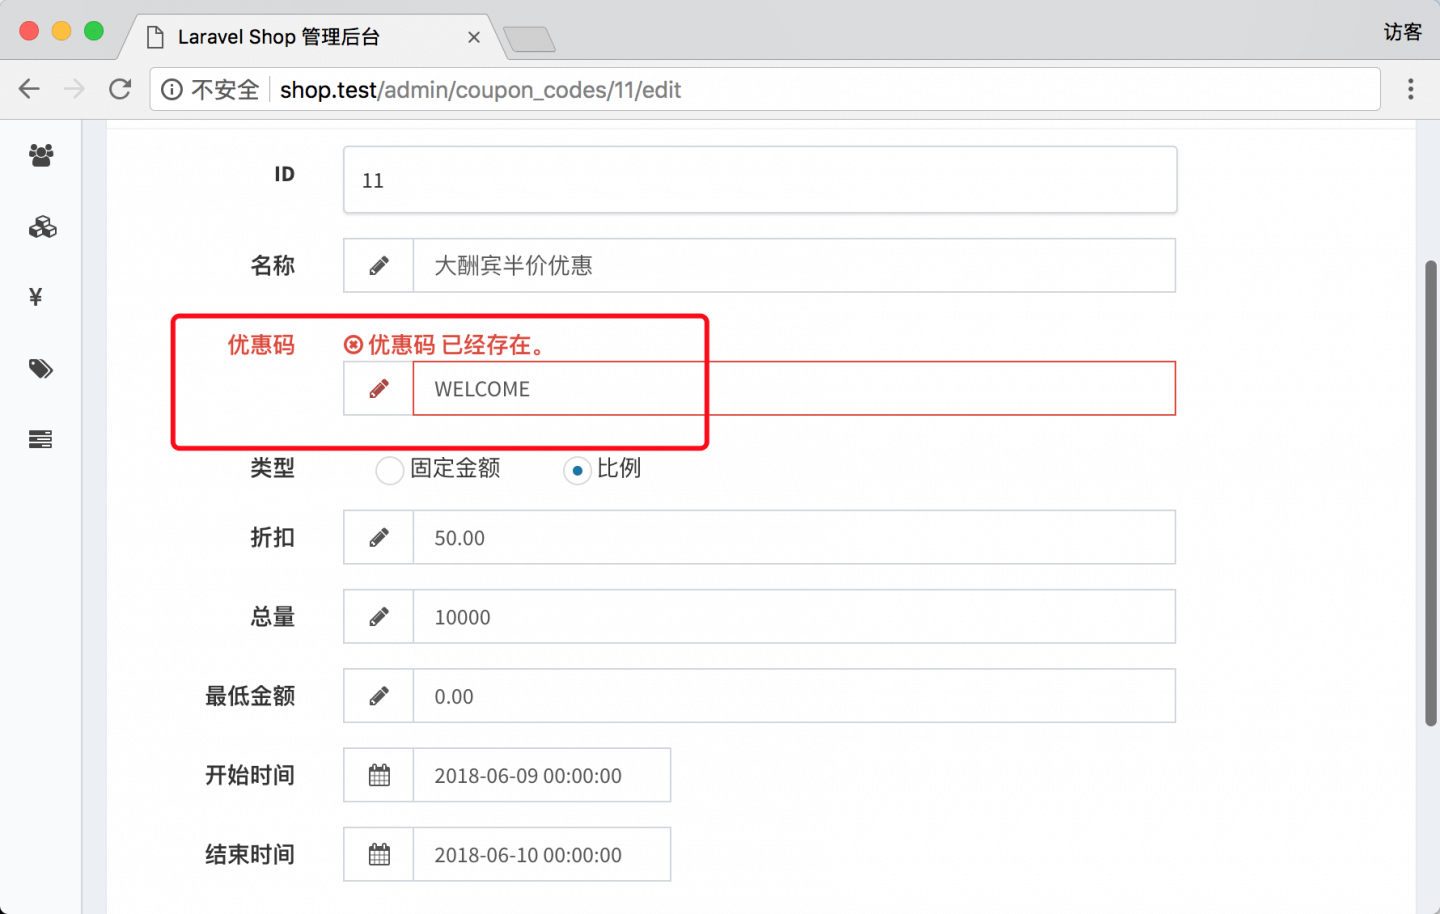 Laravel Shop 管理后台
访客
不安全 shop.test/admin/coupon_codes/11/edit
ID 11
名称 大酬宾半价优惠
优惠码 优惠码 已经存在。
WELCOME
类型 固定金额 比例
折扣 50.00
总量 10000
最低金额 0.00
开始时间 2018-06-09 00:00:00
结束时间 2018-06-10 00:00:00